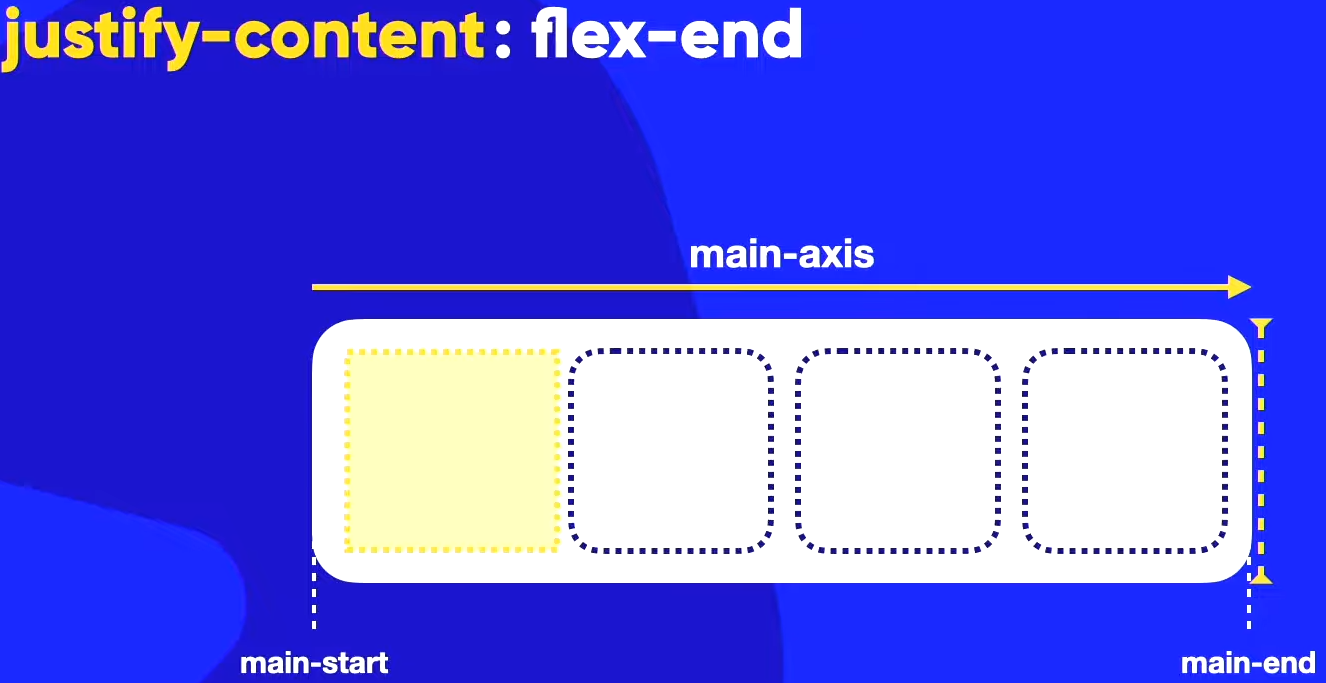 justify-content: flex-end
main-axis
main-start
main-end